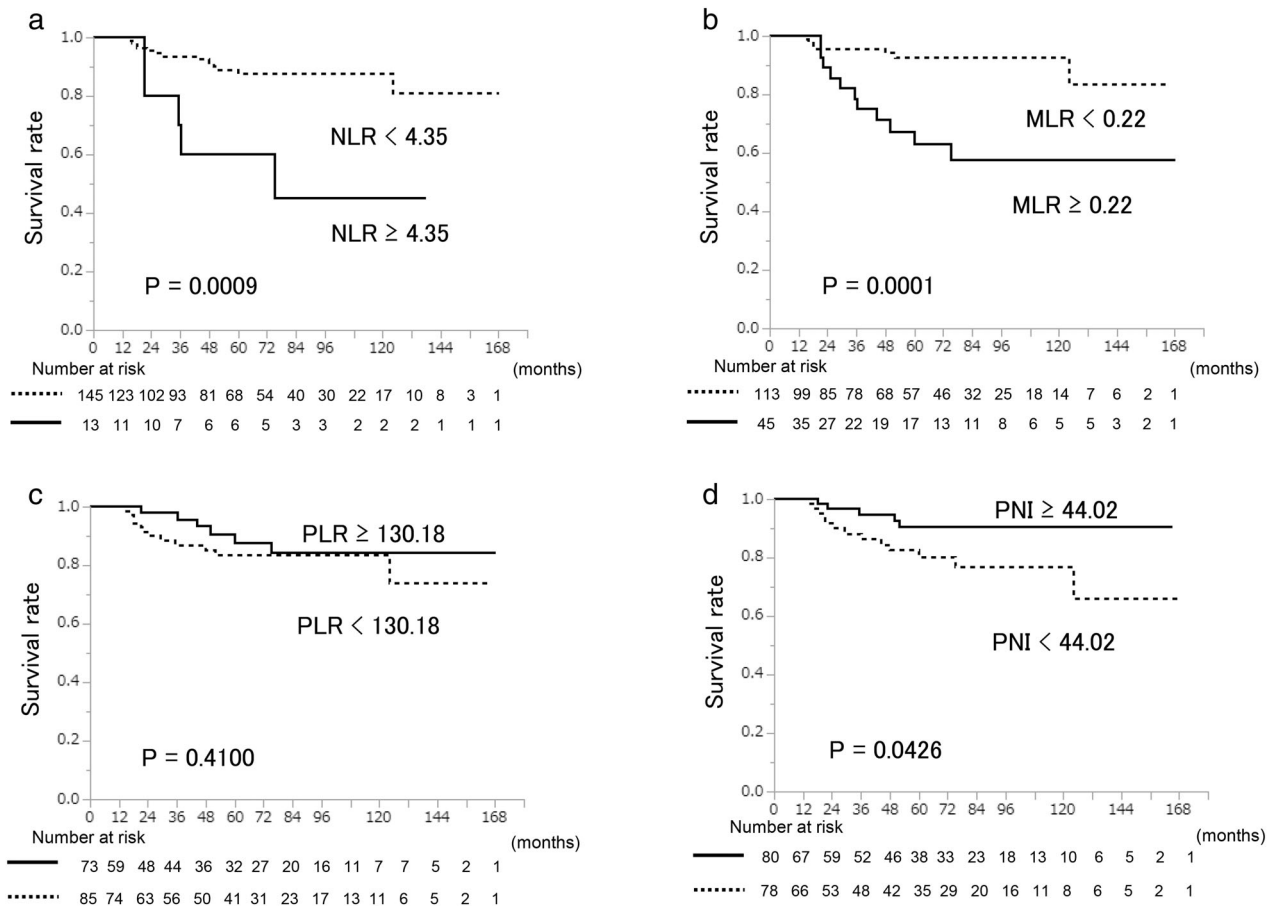 a
1.0
0.8
0.6
0.4
0.2
0.0
Survival rate
NLR < 4.35
NLR ≥ 4.35
P = 0.0009
0 12 24 36 48 60 72 84 96 120 144 168
Number at risk (months)
145 123 102 93 81 68 54 40 30 22 17 10 8 3 1
13 11 10 7 6 6 5 3 3 2 2 2 1 1 1
b
1.0
0.8
0.6
0.4
0.2
0.0
Survival rate
MLR < 0.22
MLR ≥ 0.22
P = 0.0001
0 12 24 36 48 60 72 84 96 120 144 168
Number at risk (months)
113 99 85 78 68 57 46 32 25 18 14 7 6 2 1
45 35 27 22 19 17 13 11 8 6 5 3 2 2 1
c
1.0
0.8
0.6
0.4
0.2
0.0
Survival rate
PLR ≥ 130.18
PLR < 130.18
P = 0.4100
0 12 24 36 48 60 72 84 96 120 144 168
Number at risk (months)
73 59 48 44 36 32 27 20 16 11 7 7 5 2 1
85 74 63 56 50 41 31 23 17 13 11 6 5 2 1
d
1.0
0.8
0.6
0.4
0.2
0.0
Survival rate
PNI ≥ 44.02
PNI < 44.02
P = 0.0426
0 12 24 36 48 60 72 84 96 120 144 168
Number at risk (months)
80 67 59 52 46 38 33 23 18 13 10 6 5 2 1
78 66 53 48 42 35 29 20 16 11 8 6 5 2 1